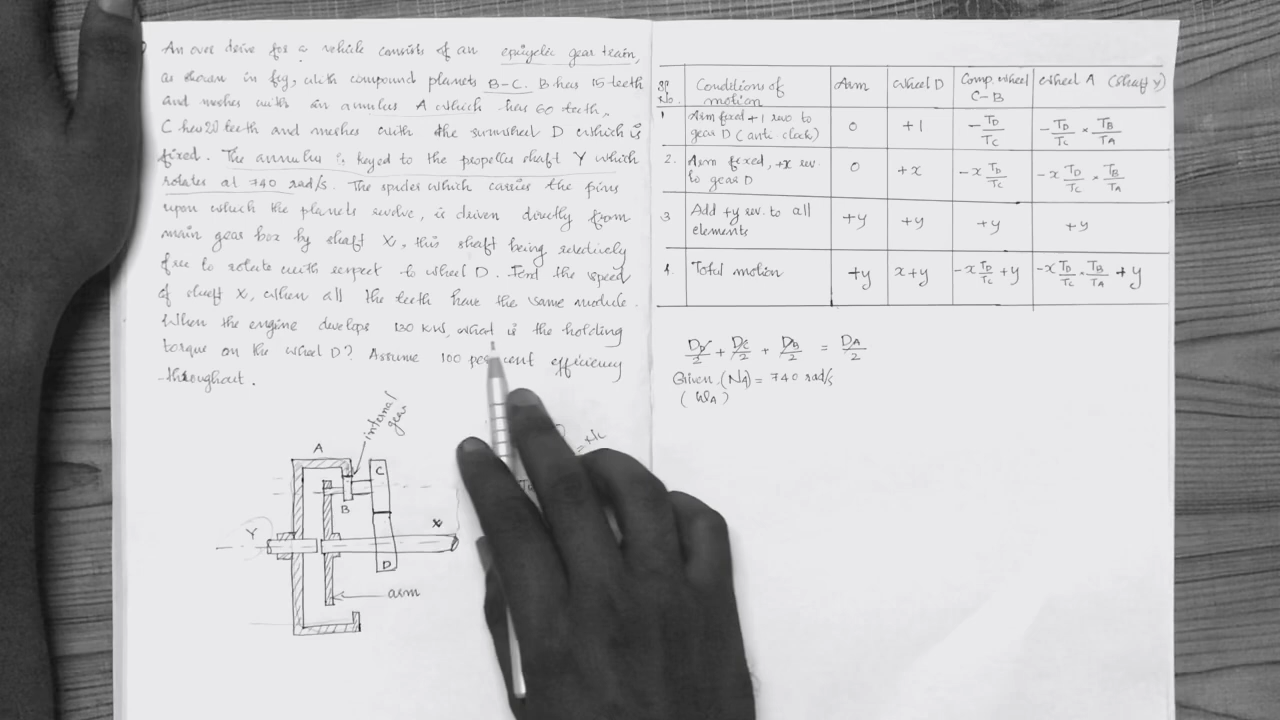 An over drive for a vehicle consists of an epicyclic gear train,
as shown in fig, with compound planets B-C. B has 15 teeth
and meshes with an annulus A which has 60 teeth.
C has 20 teeth and meshes with the sunwheel D which is
fixed. The annulus is keyed to the propeller shaft Y which
rotates at 740 rad/s. The spider which carries the pins
upon which the planets revolve, is driven directly from
main gear box by shaft X, this shaft being relatively
free to rotate with respect to wheel D. Find the speed
of shaft X, when all the teeth have the same module.
When the engine develops 130 KW, what is the holding
torque on the wheel D? Assume 100 per cent efficiency
throughout.
A
internal
gear
C
B
Y
X
D
arm
Sl No. Conditions of motion Arm Wheel D Comp wheel C-B Wheel A (shaft Y)
1 Arm fixed +1 rev to gear D (anti clock) 0 +1 -TD/TC -TD/TC × TB/TA
2. Arm fixed, +x rev. to gear D 0 +x -x TD/TC -x TD/TC × TB/TA
3 Add +y rev. to all elements +y +y +y +y
4. Total motion +y x+y -x TD/TC + y -x TD/TC × TB/TA + y
DD/2 + DC/2 + DB/2 = DA/2
Given, (NA) = 740 rad/s
(ωA)